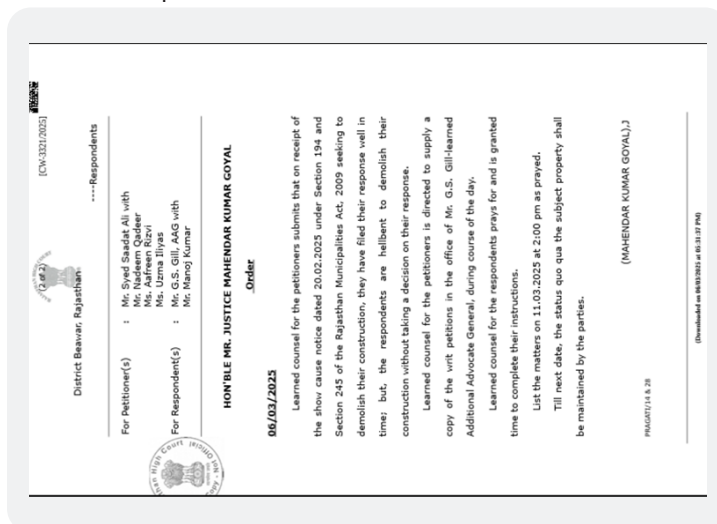 [CW-3321/2025]
(2 of 2)
District Beawar, Rajasthan
----Respondents
For Petitioner(s) : Mr. Syed Saadat Ali with
Mr. Nadeem Qadeer
Ms. Aafreen Rizvi
Ms. Uzma Iliyas
For Respondent(s) : Mr. G.S. Gill, AAG with
Mr. Manoj Kumar
HON'BLE MR. JUSTICE MAHENDAR KUMAR GOYAL
Order
06/03/2025
Learned counsel for the petitioners submits that on receipt of
the show cause notice dated 20.02.2025 under Section 194 and
Section 245 of the Rajasthan Municipalities Act, 2009 seeking to
demolish their construction, they have filed their response well in
time; but, the respondents are hellbent to demolish their
construction without taking a decision on their response.
Learned counsel for the petitioners is directed to supply a
copy of the writ petitions in the office of Mr. G.S. Gill-learned
Additional Advocate General, during course of the day.
Learned counsel for the respondents prays for and is granted
time to complete their instructions.
List the matters on 11.03.2025 at 2:00 pm as prayed.
Till next date, the status quo qua the subject property shall
be maintained by the parties.
(MAHENDAR KUMAR GOYAL),J
PRAGATI/14 & 28
(Downloaded on 06/03/2025 at 05:31:37 PM)